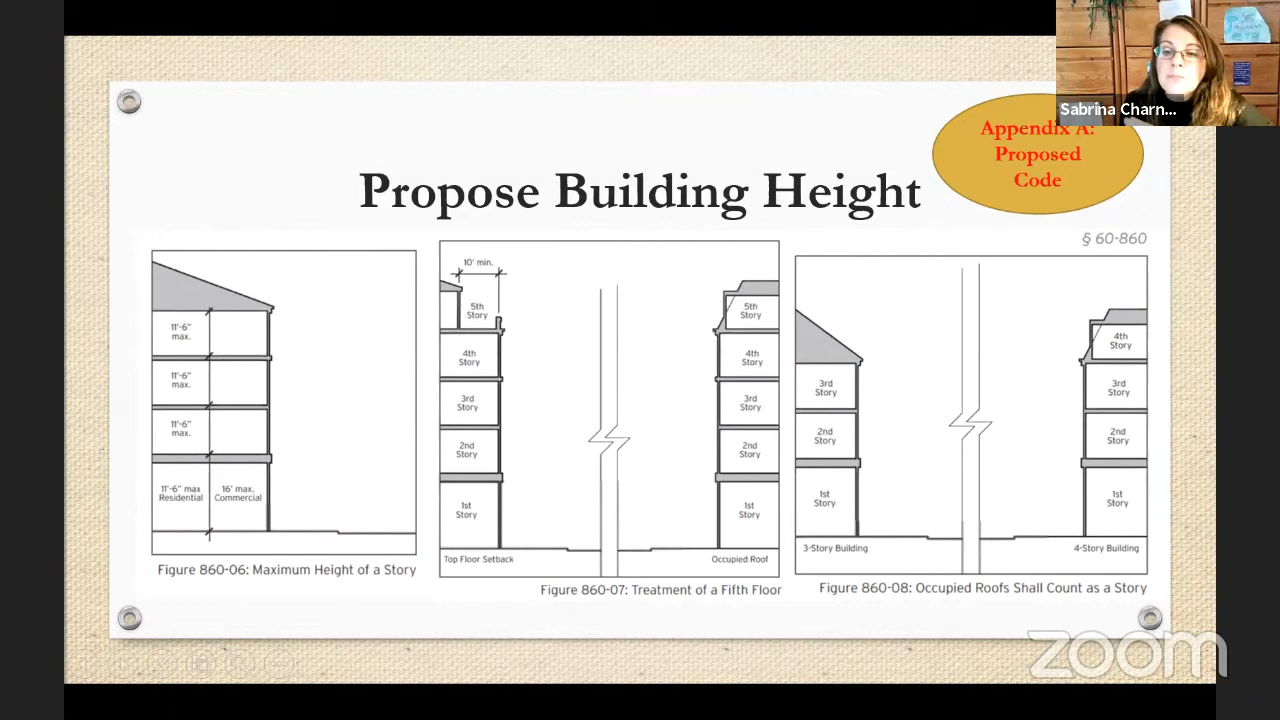 Sabrina Charn...
Appendix A:
Proposed
Code
Propose Building Height
§ 60-860
11'-6"
max.
11'-6"
max.
11'-6"
max.
11'-6" max
Residential
16' max.
Commercial
Figure 860-06: Maximum Height of a Story
10' min.
5th
Story
4th
Story
3rd
Story
2nd
Story
1st
Story
Top Floor Setback
5th
Story
4th
Story
3rd
Story
2nd
Story
1st
Story
Occupied Roof
Figure 860-07: Treatment of a Fifth Floor
3rd
Story
2nd
Story
1st
Story
3-Story Building
4th
Story
3rd
Story
2nd
Story
1st
Story
4-Story Building
Figure 860-08: Occupied Roofs Shall Count as a Story
zoom